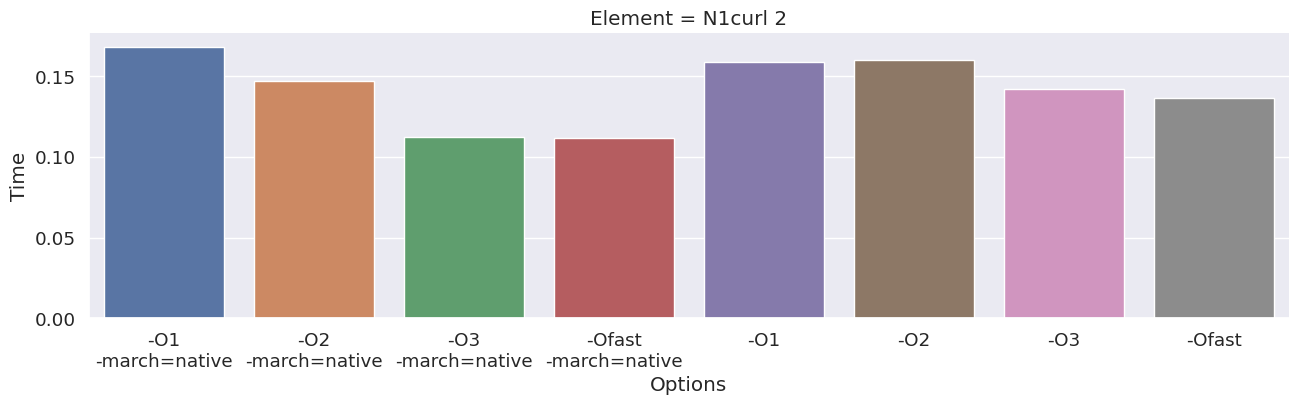 Element = N1curl 2
Time
0.15
0.10
0.05
0.00
-O1 -O2 -O3 -Ofast -O1 -O2 -O3 -Ofast
-march=native -march=native -march=native -march=native
Options